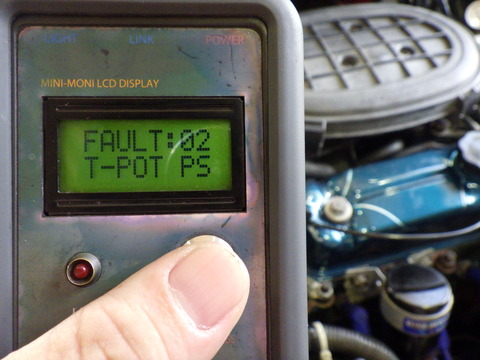 LIGHT LINK POWER
MINI-MONI LCD DISPLAY
FAULT:02
T-POT PS